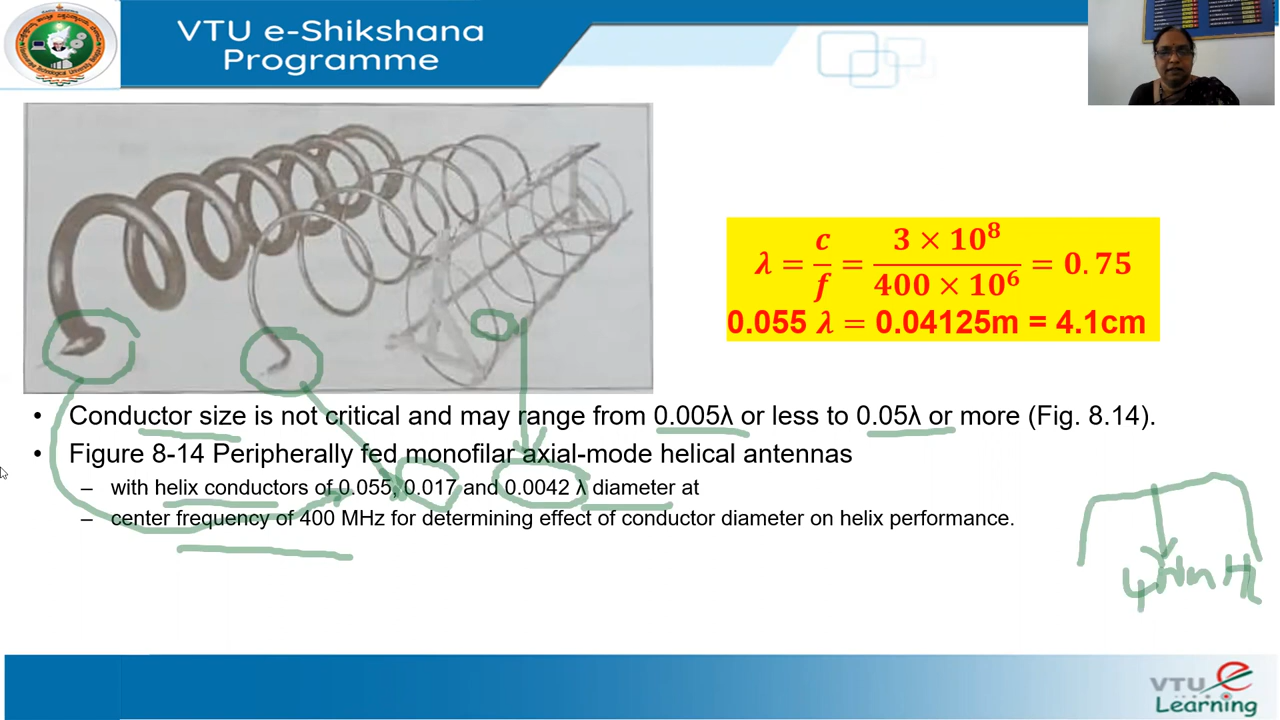 VTU e-Shikshana
Programme
λ = c/f = 3 × 10⁸ / 400 × 10⁶ = 0.75
0.055 λ = 0.04125m = 4.1cm
• Conductor size is not critical and may range from 0.005λ or less to 0.05λ or more (Fig. 8.14).
• Figure 8-14 Peripherally fed monofilar axial-mode helical antennas
– with helix conductors of 0.055, 0.017 and 0.0042 λ diameter at
– center frequency of 400 MHz for determining effect of conductor diameter on helix performance.
VTU e
Learning